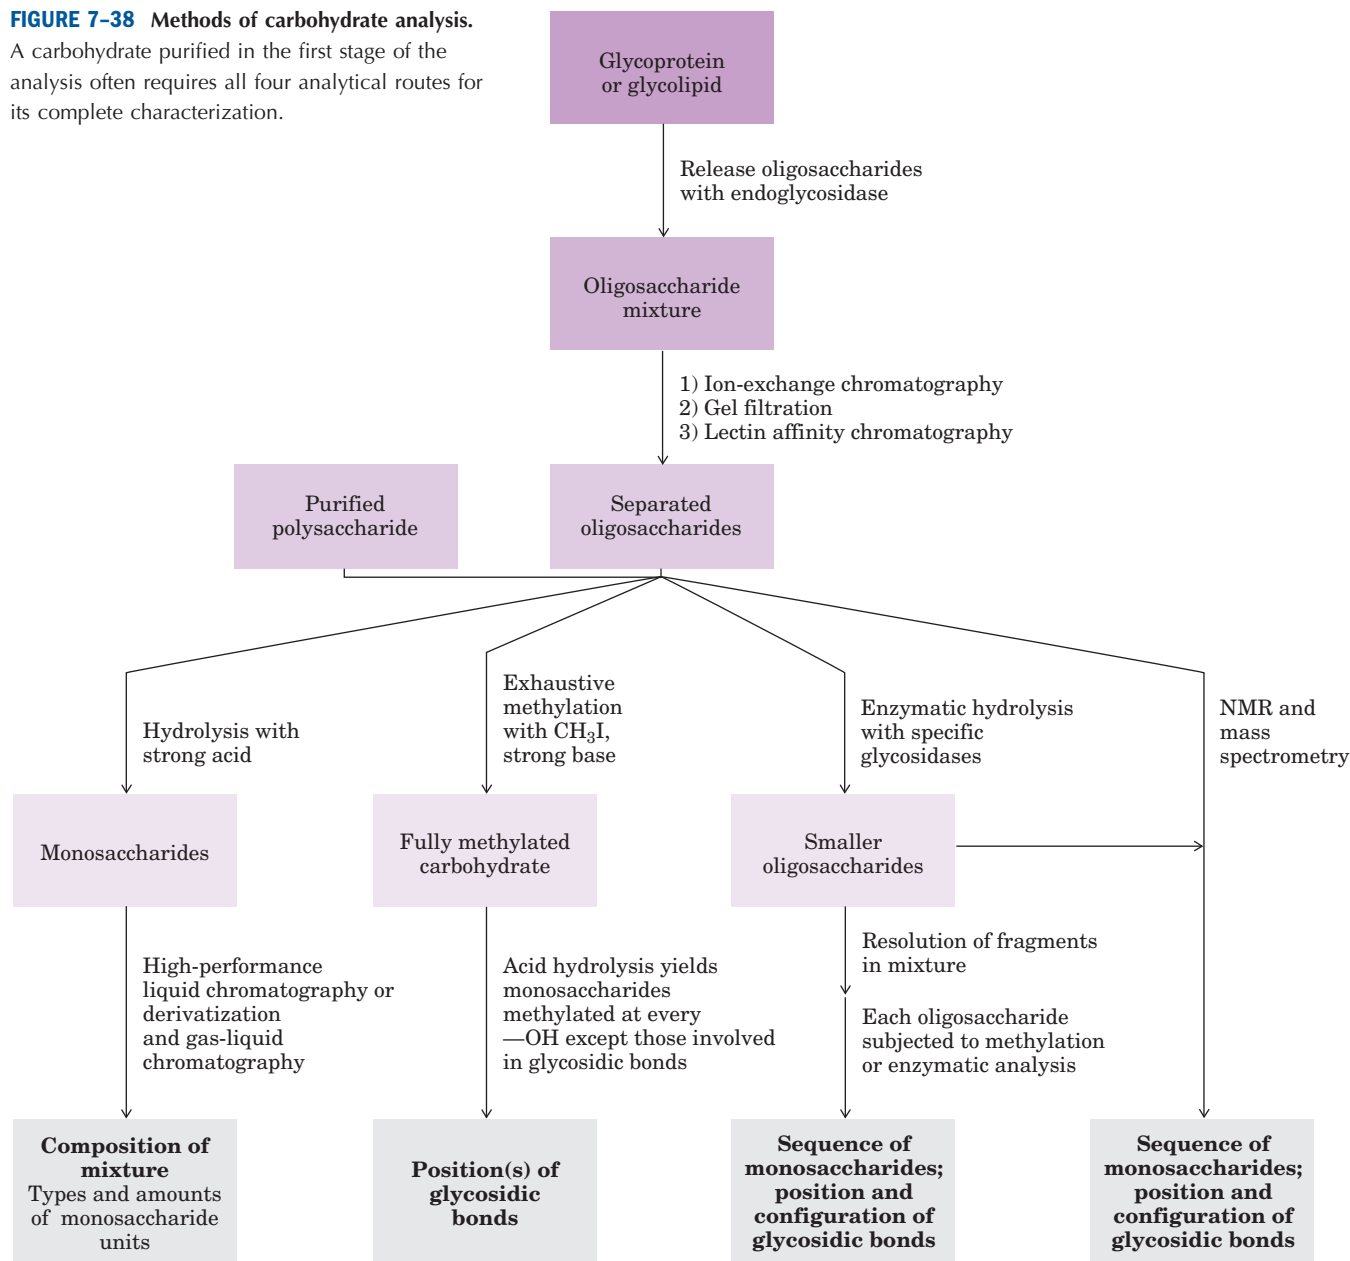 FIGURE 7–38 Methods of carbohydrate analysis.
A carbohydrate purified in the first stage of the
analysis often requires all four analytical routes for
its complete characterization.
Glycoprotein
or glycolipid
Release oligosaccharides
with endoglycosidase
Oligosaccharide
mixture
1) Ion-exchange chromatography
2) Gel filtration
3) Lectin affinity chromatography
Purified
polysaccharide
Separated
oligosaccharides
Hydrolysis with
strong acid
Exhaustive
methylation
with CH₃I,
strong base
Enzymatic hydrolysis
with specific
glycosidases
NMR and
mass
spectrometry
Monosaccharides
Fully methylated
carbohydrate
Smaller
oligosaccharides
High-performance
liquid chromatography or
derivatization
and gas-liquid
chromatography
Acid hydrolysis yields
monosaccharides
methylated at every
—OH except those involved
in glycosidic bonds
Resolution of fragments
in mixture
Each oligosaccharide
subjected to methylation
or enzymatic analysis
Composition of
mixture
Types and amounts
of monosaccharide
units
Position(s) of
glycosidic
bonds
Sequence of
monosaccharides;
position and
configuration of
glycosidic bonds
Sequence of
monosaccharides;
position and
configuration of
glycosidic bonds